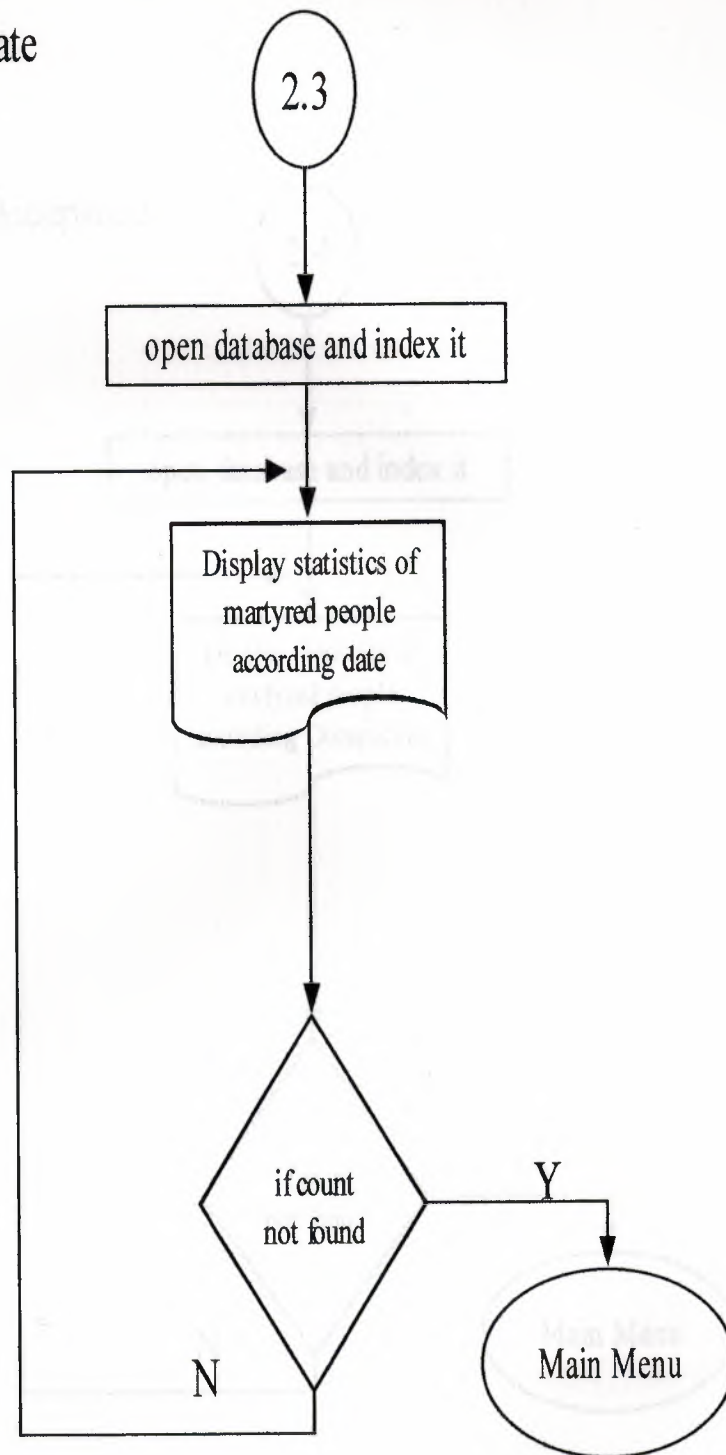 ate
2.3
open database and index it
Display statistics of
martyred people
according date
if count
not found
Y
N
Main Menu